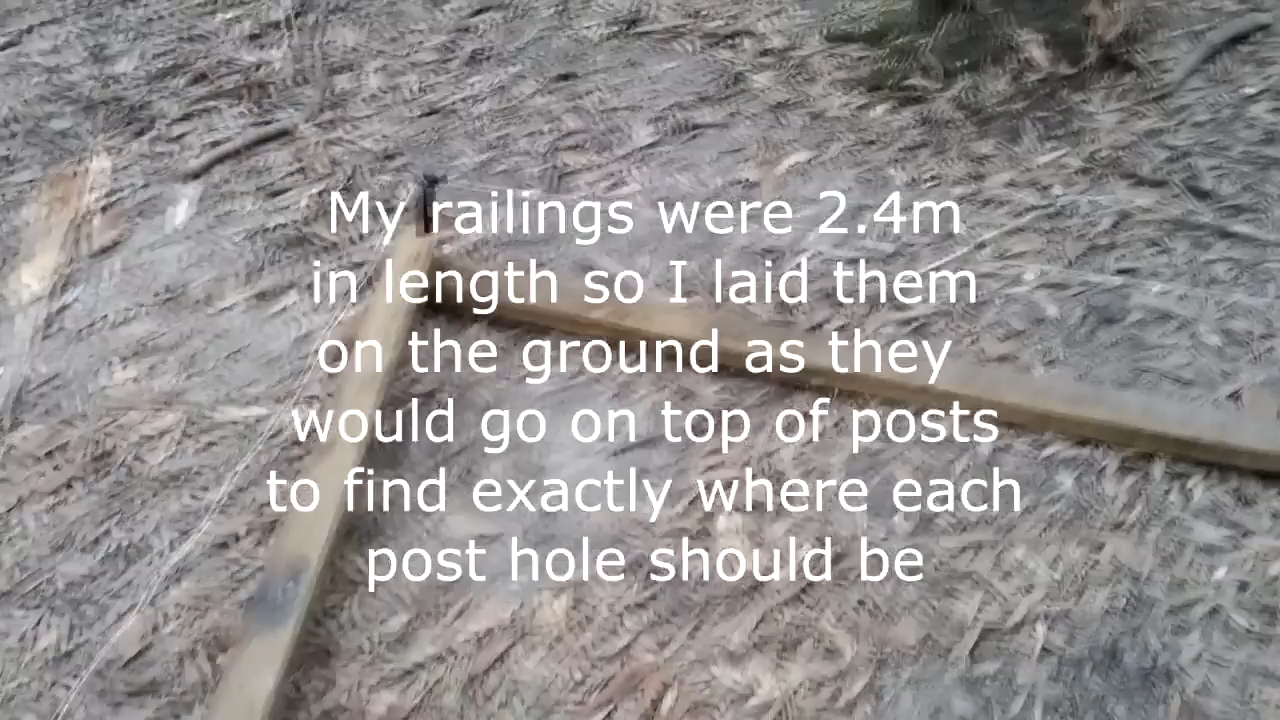 My railings were 2.4m
in length so I laid them
on the ground as they
would go on top of posts
to find exactly where each
post hole should be